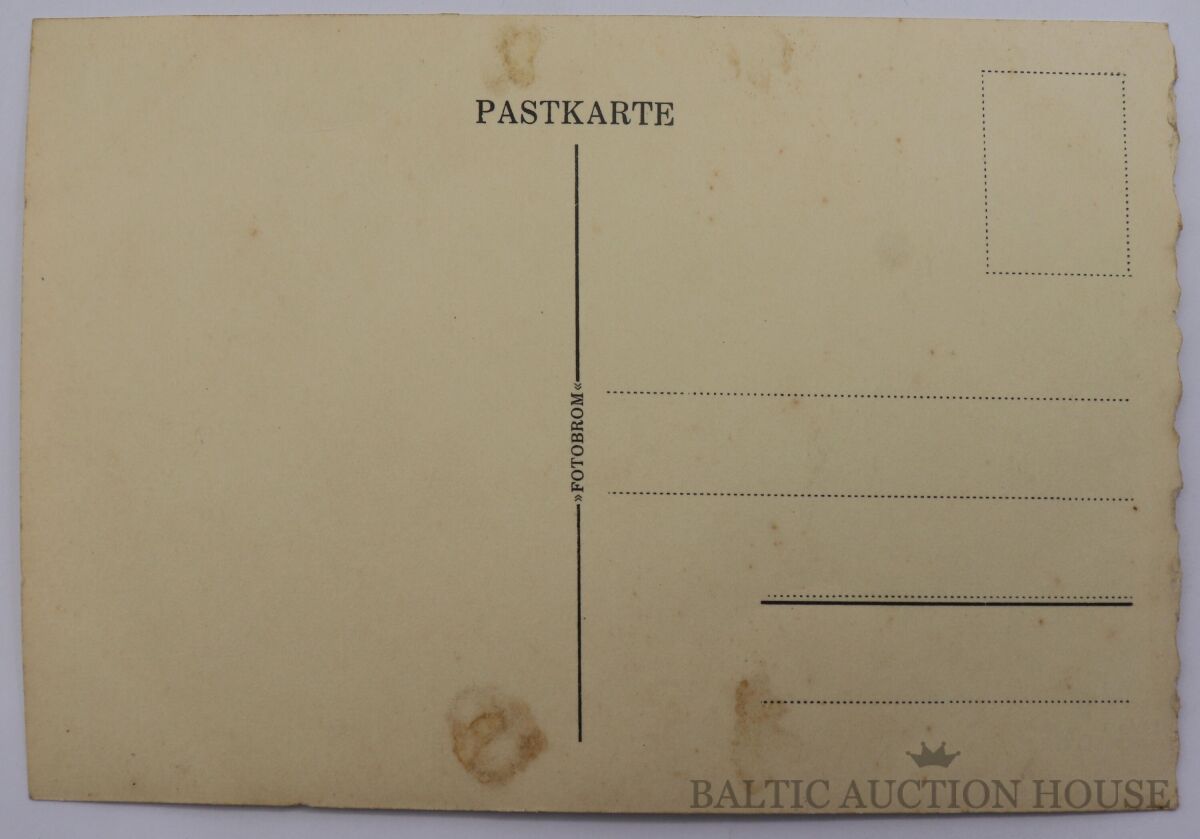 PASTKARTE
»FOTOBROM«
BALTIC AUCTION HOUSE